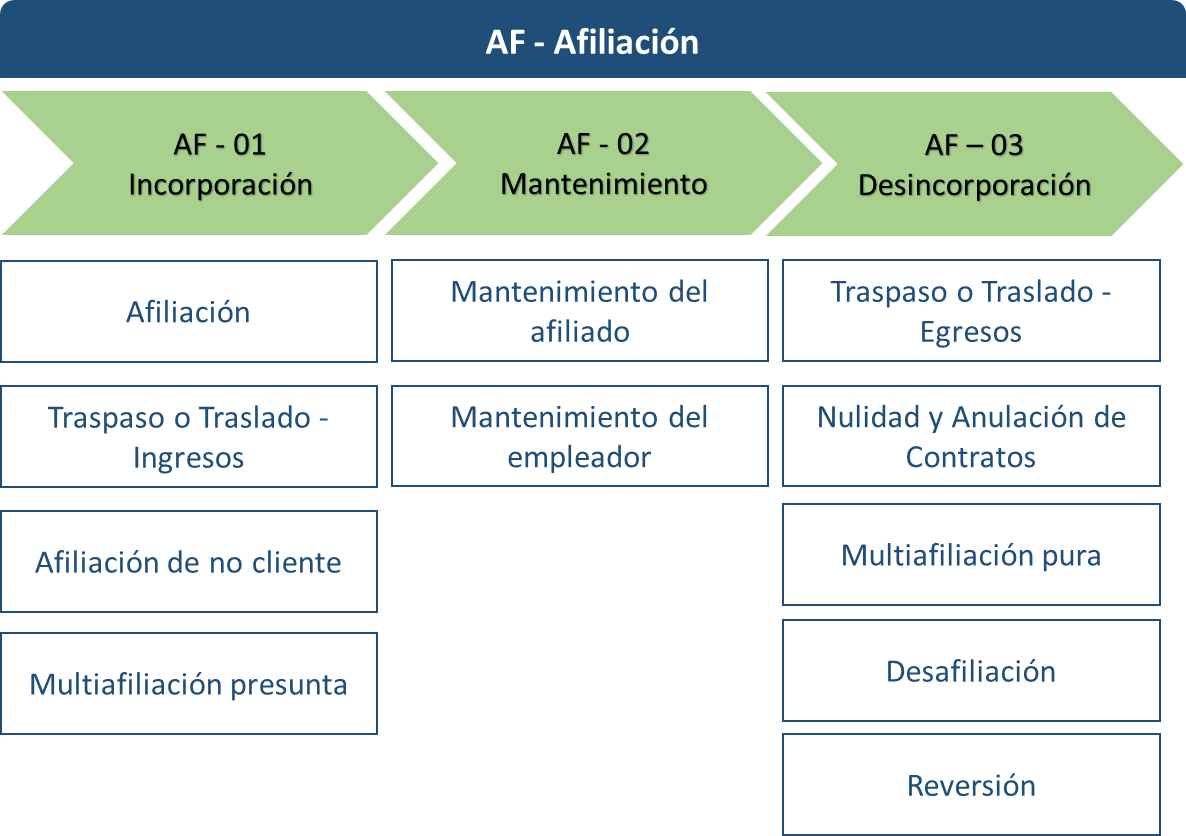 AF - Afiliación
AF - 01
Incorporación
AF - 02
Mantenimiento
AF – 03
Desincorporación
Afiliación
Traspaso o Traslado -
Ingresos
Afiliación de no cliente
Multiafiliación presunta
Mantenimiento del
afiliado
Mantenimiento del
empleador
Traspaso o Traslado -
Egresos
Nulidad y Anulación de
Contratos
Multiafiliación pura
Desafiliación
Reversión